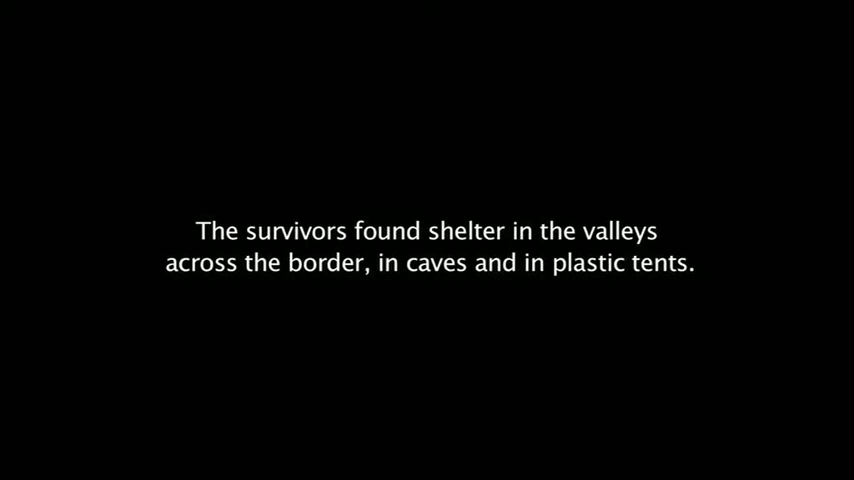 The survivors found shelter in the valleys
across the border, in caves and in plastic tents.